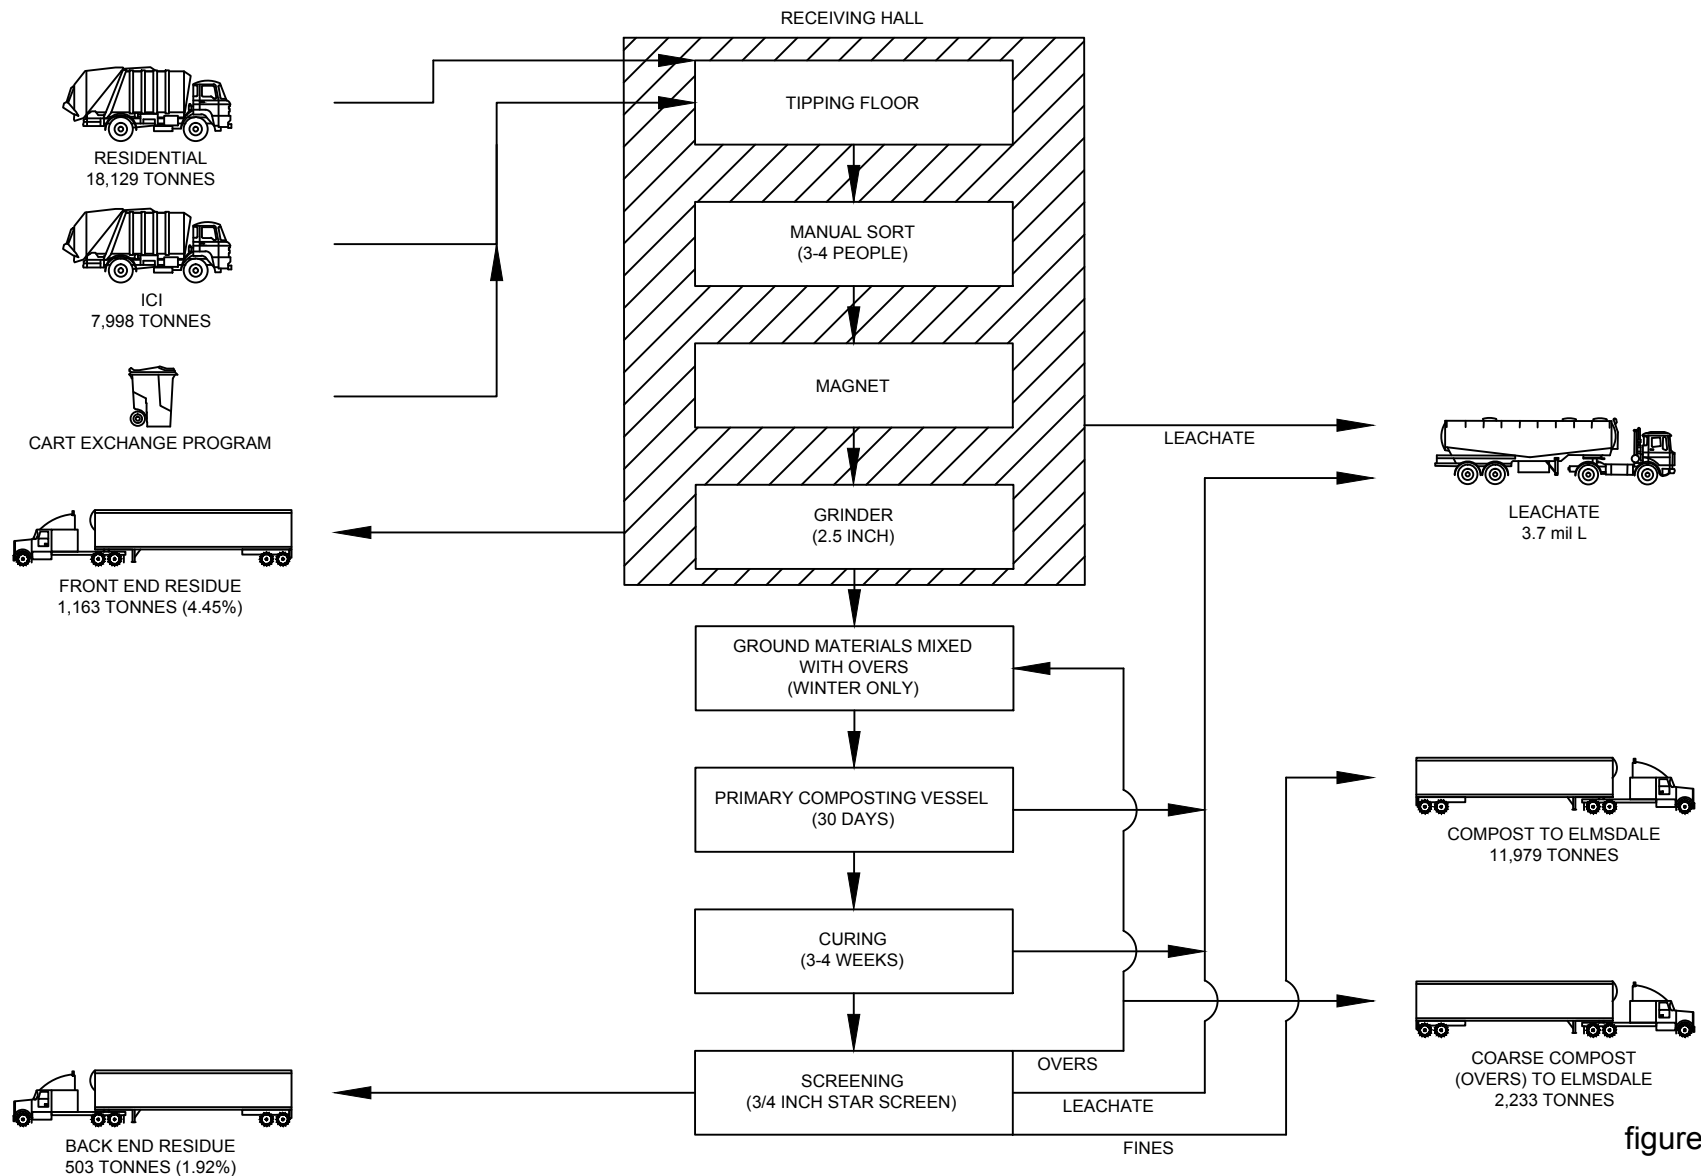 RECEIVING HALL
RESIDENTIAL
18,129 TONNES
ICI
7,998 TONNES
CART EXCHANGE PROGRAM
FRONT END RESIDUE
1,163 TONNES (4.45%)
BACK END RESIDUE
503 TONNES (1.92%)
TIPPING FLOOR
MANUAL SORT
(3-4 PEOPLE)
MAGNET
GRINDER
(2.5 INCH)
GROUND MATERIALS MIXED
WITH OVERS
(WINTER ONLY)
PRIMARY COMPOSTING VESSEL
(30 DAYS)
CURING
(3-4 WEEKS)
SCREENING
(3/4 INCH STAR SCREEN)
LEACHATE
OVERS
LEACHATE
FINES
LEACHATE
3.7 mil L
COMPOST TO ELMSDALE
11,979 TONNES
COARSE COMPOST
(OVERS) TO ELMSDALE
2,233 TONNES
figure